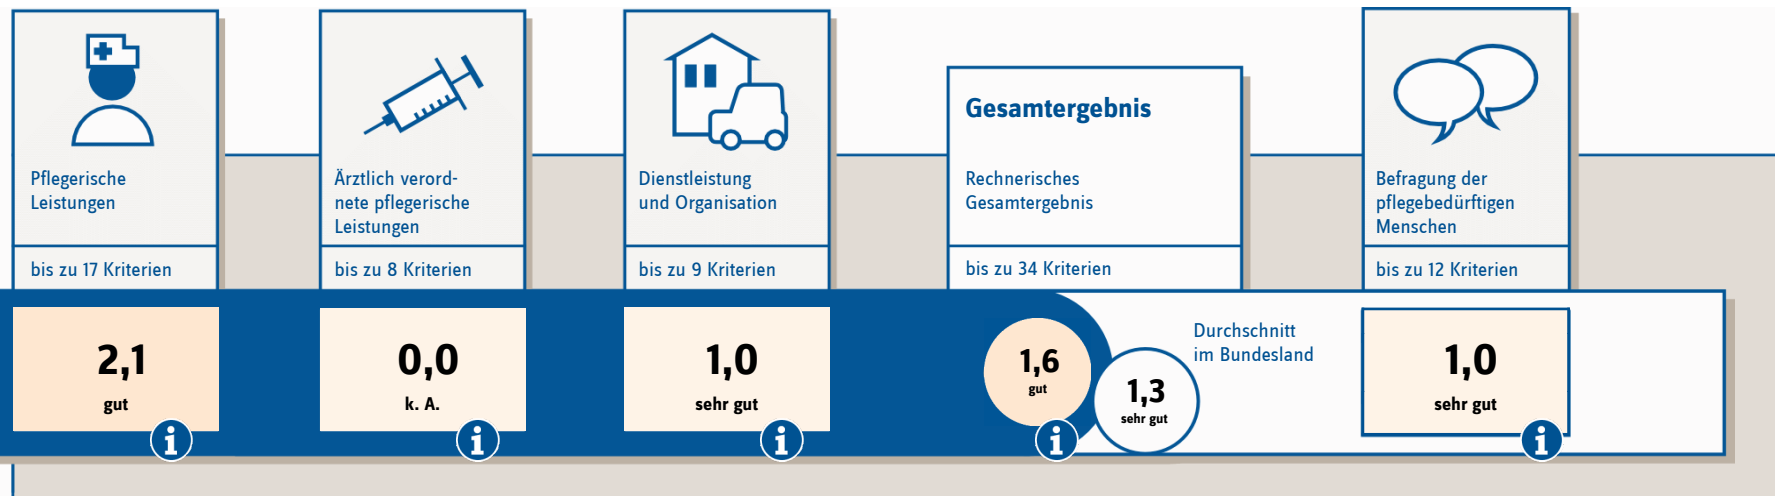 Pflegerische
Leistungen
bis zu 17 Kriterien
2,1
gut
i
Ärztlich verord-
nete pflegerische
Leistungen
bis zu 8 Kriterien
0,0
k. A.
i
Dienstleistung
und Organisation
bis zu 9 Kriterien
1,0
sehr gut
i
Gesamtergebnis
Rechnerisches
Gesamtergebnis
bis zu 34 Kriterien
1,6
gut
i
1,3
sehr gut
Durchschnitt
im Bundesland
Befragung der
pflegebedürftigen
Menschen
bis zu 12 Kriterien
1,0
sehr gut
i